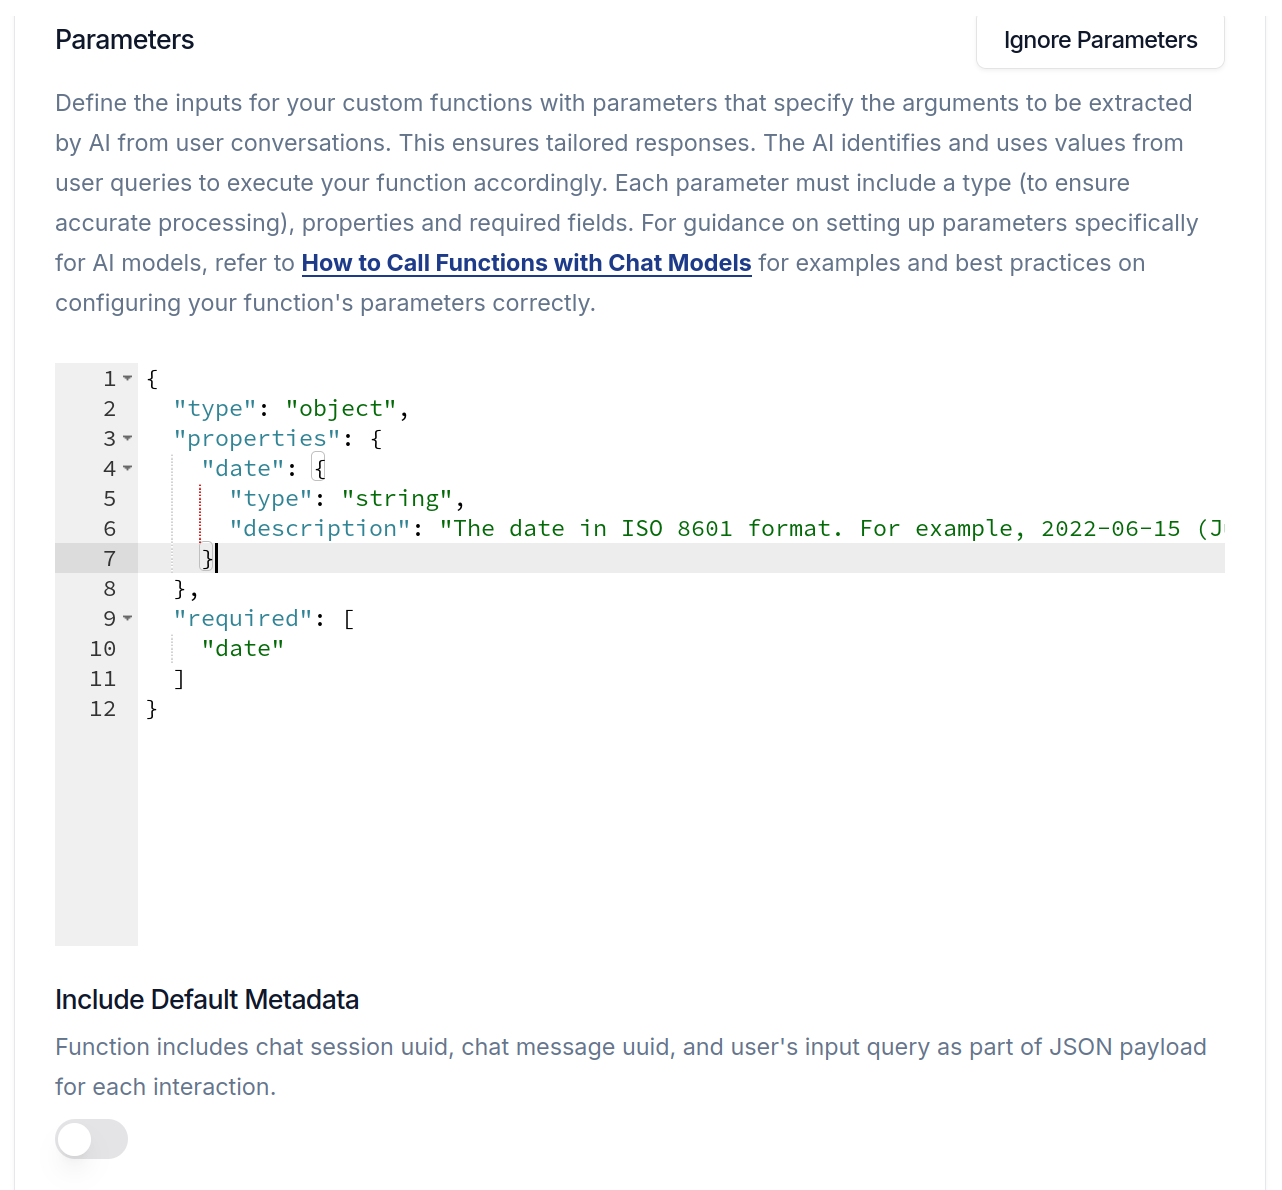 Parameters
Ignore Parameters
Define the inputs for your custom functions with parameters that specify the arguments to be extracted
by AI from user conversations. This ensures tailored responses. The AI identifies and uses values from
user queries to execute your function accordingly. Each parameter must include a type (to ensure
accurate processing), properties and required fields. For guidance on setting up parameters specifically
for AI models, refer to How to Call Functions with Chat Models for examples and best practices on
configuring your function's parameters correctly.
1 {
2 "type": "object",
3 "properties": {
4 "date": {
5 "type": "string",
6 "description": "The date in ISO 8601 format. For example, 2022-06-15 (J
7 }
8 },
9 "required": [
10 "date"
11 ]
12 }
Include Default Metadata
Function includes chat session uuid, chat message uuid, and user's input query as part of JSON payload
for each interaction.